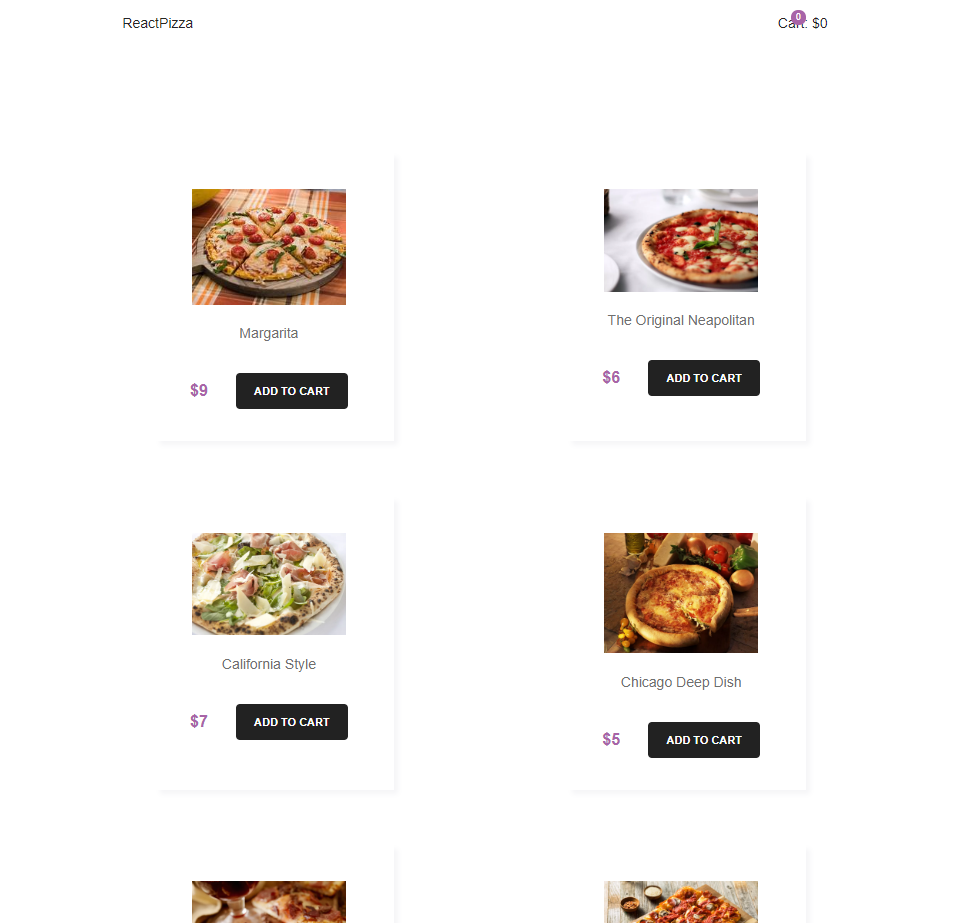 ReactPizza
Cart: $0
0
Margarita
$9 ADD TO CART
The Original Neapolitan
$6 ADD TO CART
California Style
$7 ADD TO CART
Chicago Deep Dish
$5 ADD TO CART